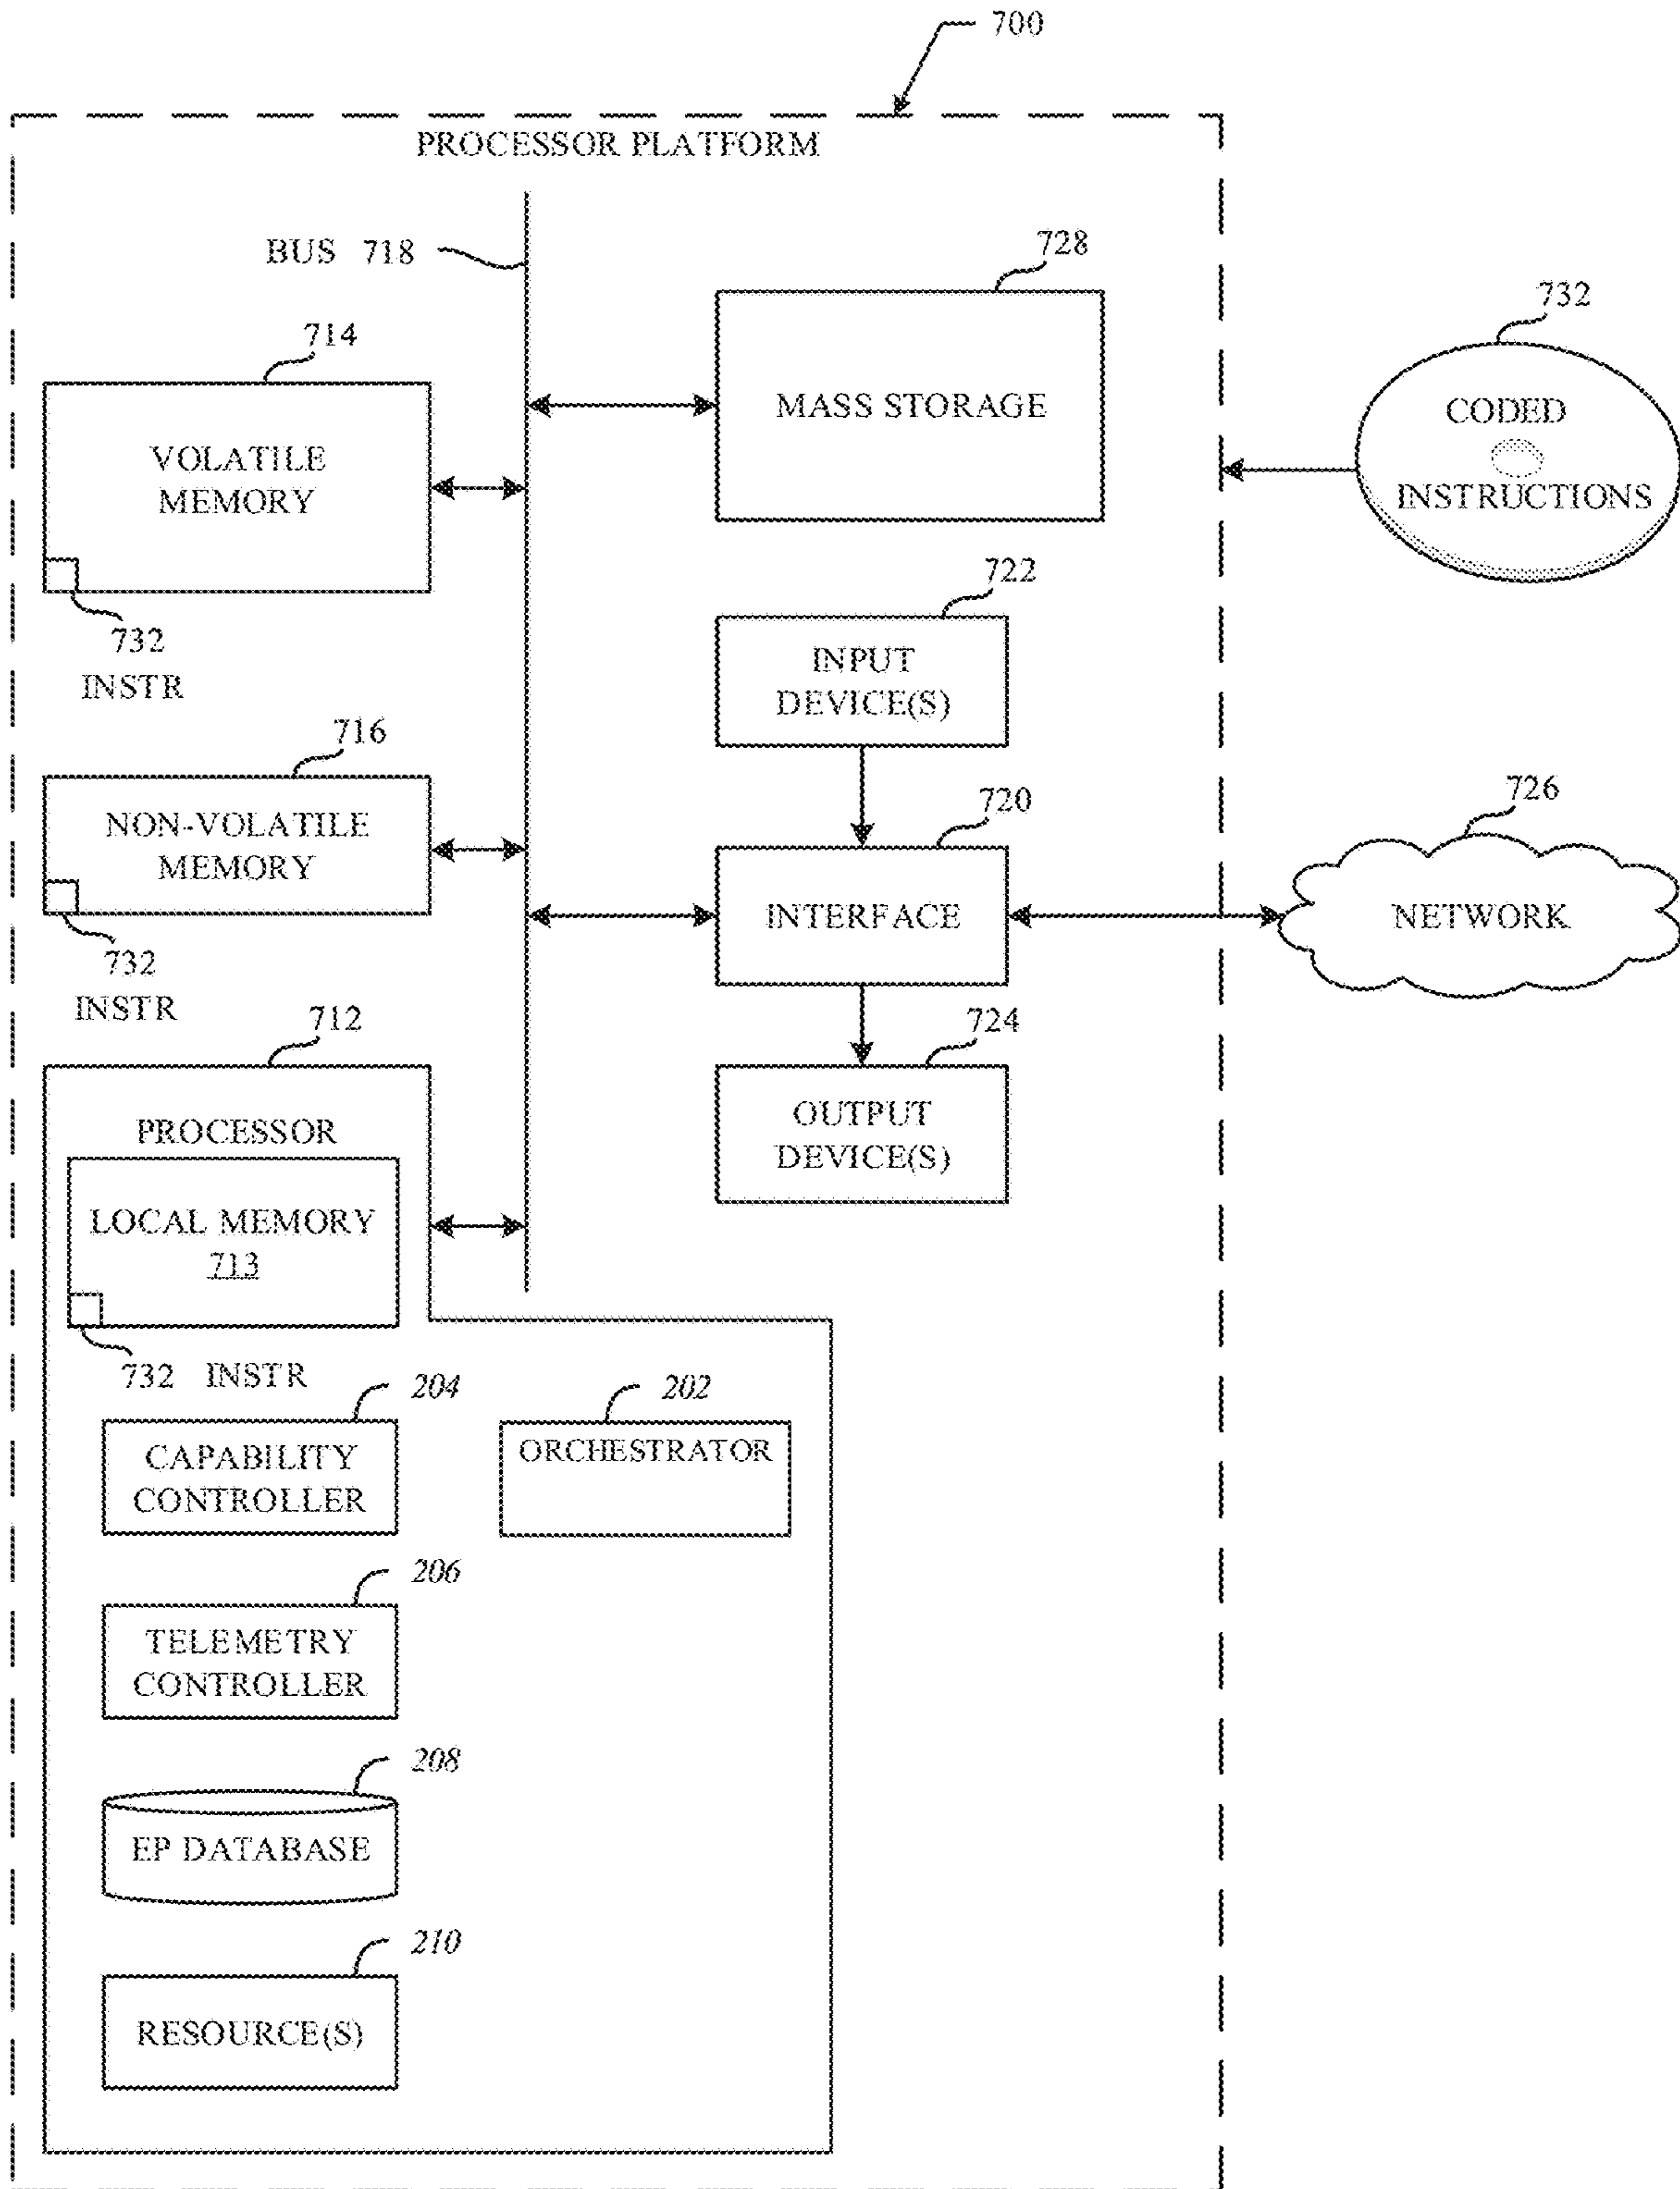 700
PROCESSOR PLATFORM
BUS 718
728
MASS STORAGE
732
CODED
INSTRUCTIONS
714
VOLATILE
MEMORY
732
INSTR
722
INPUT
DEVICE(S)
716
NON-VOLATILE
MEMORY
732
INSTR
720
INTERFACE
726
NETWORK
724
OUTPUT
DEVICE(S)
712
PROCESSOR
LOCAL MEMORY
713
732 INSTR
204
CAPABILITY
CONTROLLER
202
ORCHESTRATOR
206
TELEMETRY
CONTROLLER
208
EP DATABASE
210
RESOURCE(S)